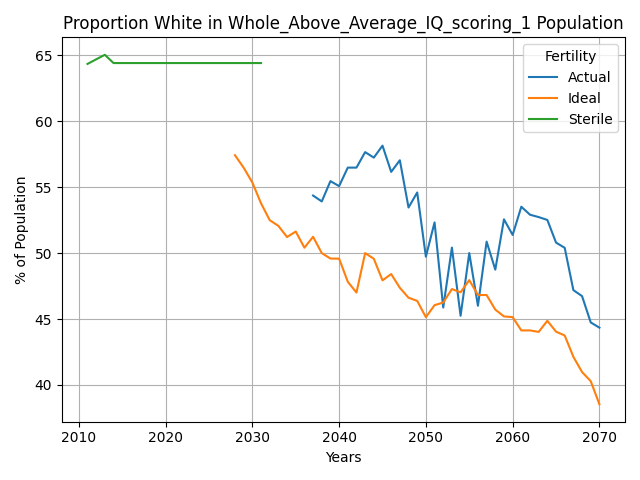 Proportion White in Whole_Above_Average_IQ_scoring_1 Population
% of Population
65
60
55
50
45
40
Fertility
Actual
Ideal
Sterile
2010 2020 2030 2040 2050 2060 2070
Years